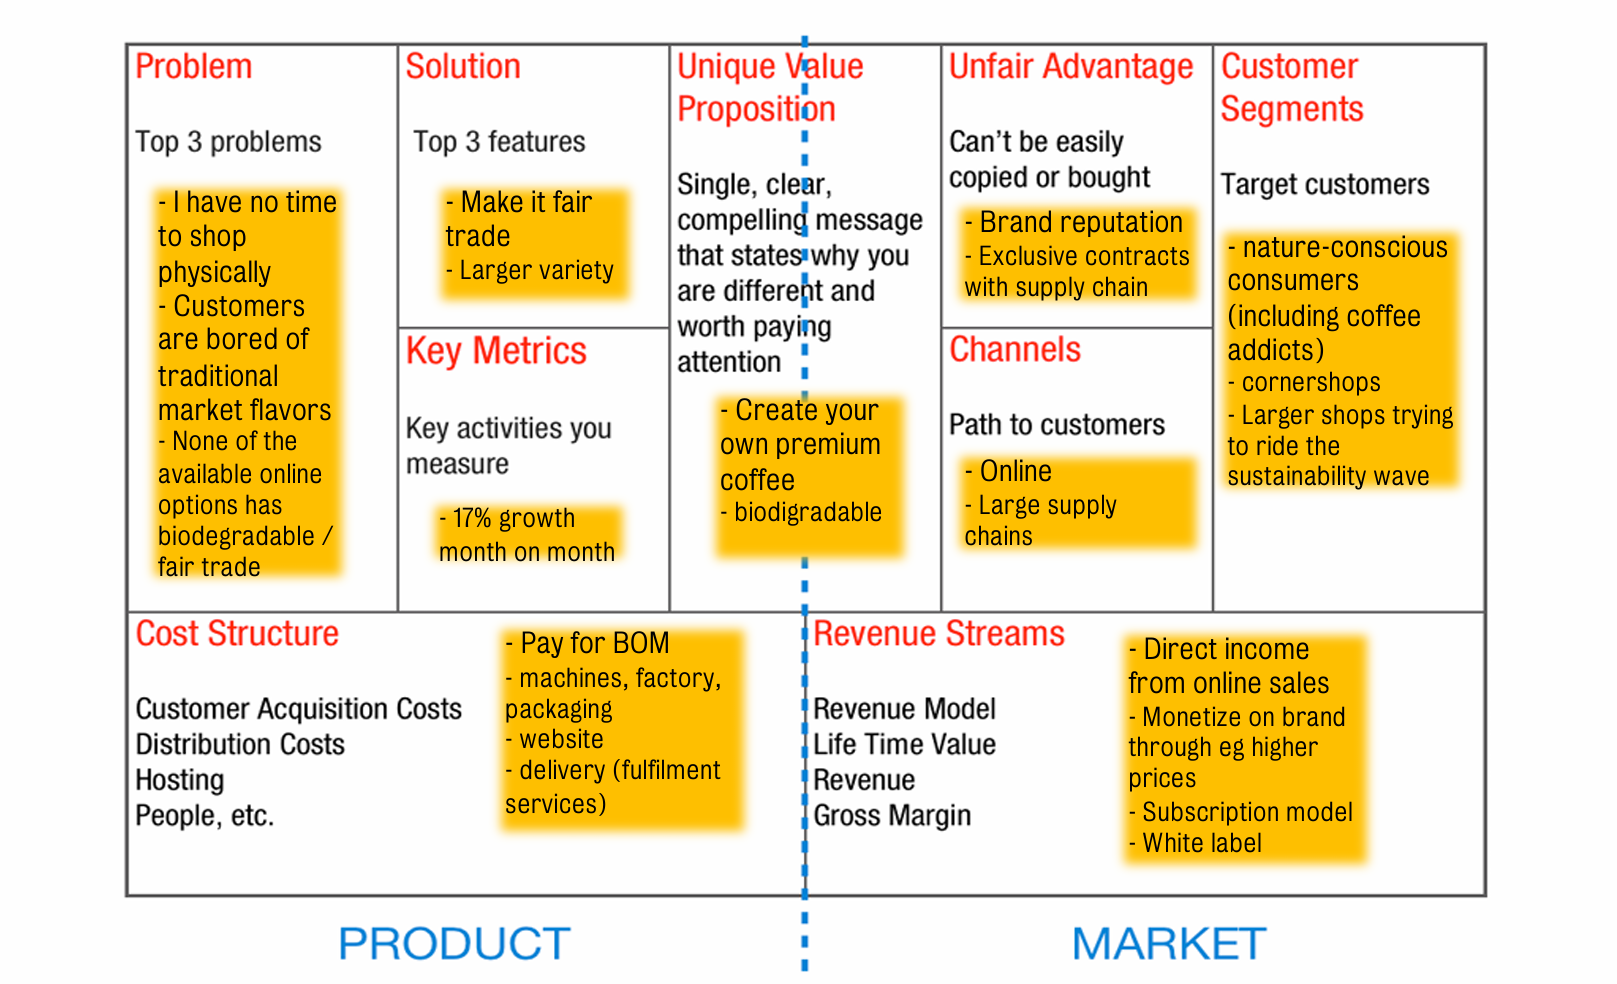 Problem
Top 3 problems
- I have no time
to shop
physically
- Customers
are bored of
traditional
market flavors
- None of the
available online
options has
biodegradable /
fair trade
Solution
Top 3 features
- Make it fair
trade
- Larger variety
Key Metrics
Key activities you
measure
- 17% growth
month on month
Unique Value
Proposition
Single, clear,
compelling message
that states why you
are different and
worth paying
attention
- Create your
own premium
coffee
- biodigradable
Unfair Advantage
Can't be easily
copied or bought
- Brand reputation
- Exclusive contracts
with supply chain
Channels
Path to customers
- Online
- Large supply
chains
Customer
Segments
Target customers
- nature-conscious
consumers
(including coffee
addicts)
- cornershops
- Larger shops trying
to ride the
sustainability wave
Cost Structure
Customer Acquisition Costs
Distribution Costs
Hosting
People, etc.
- Pay for BOM
- machines, factory,
packaging
- website
- delivery (fulfilment
services)
Revenue Streams
Revenue Model
Life Time Value
Revenue
Gross Margin
- Direct income
from online sales
- Monetize on brand
through eg higher
prices
- Subscription model
- White label
PRODUCT
MARKET